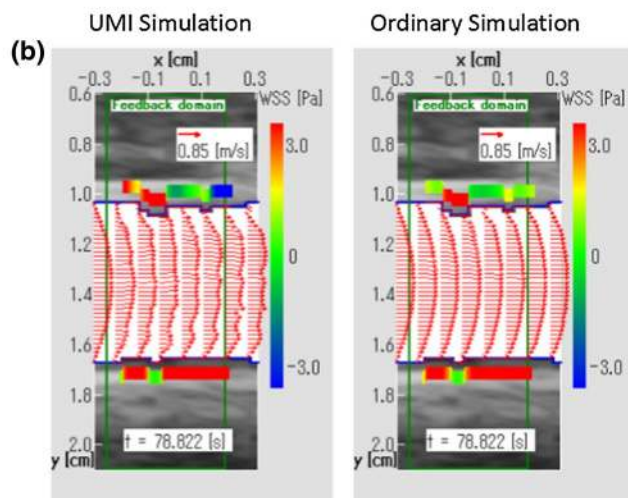 UMI Simulation
Ordinary Simulation
(b)
x [cm]
-0.3 -0.1 0.1 0.3
WSS [Pa]
0.6
Feedback domain
0.8
0.85 [m/s]
3.0
1.0
1.2
0
1.4
1.6
-3.0
1.8
t = 78.822 [s]
2.0
y [cm]
x [cm]
-0.3 -0.1 0.1 0.3
WSS [Pa]
0.6
Feedback domain
0.8
0.85 [m/s]
3.0
1.0
1.2
0
1.4
1.6
-3.0
1.8
t = 78.822 [s]
2.0
y [cm]